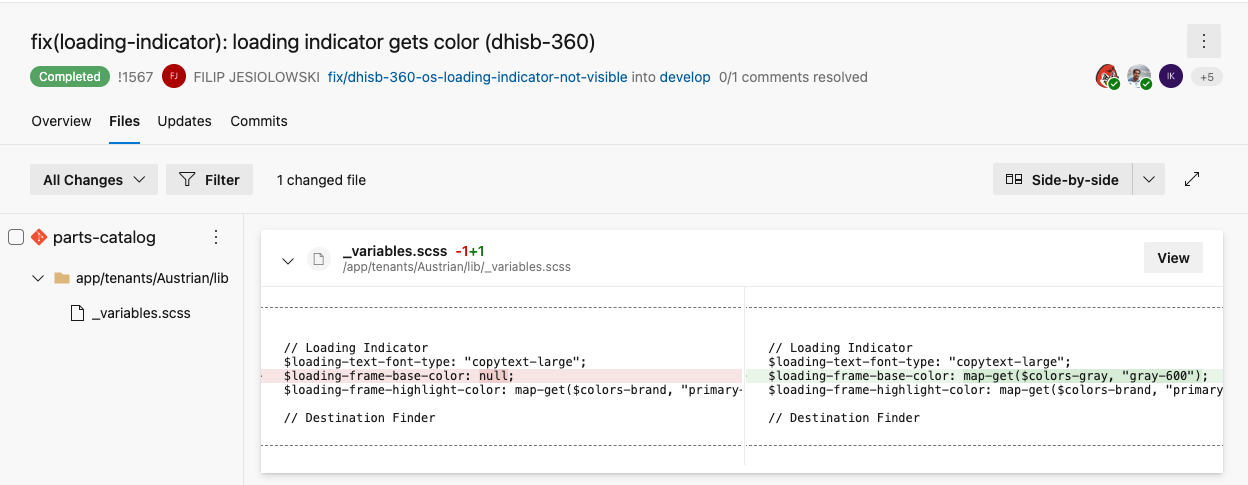 fix(loading-indicator): loading indicator gets color (dhisb-360)
Completed !1567 FJ FILIP JESIOLOWSKI fix/dhisb-360-os-loading-indicator-not-visible into develop 0/1 comments resolved IK +5
Overview Files Updates Commits
All Changes Filter 1 changed file Side-by-side
parts-catalog
app/tenants/Austrian/lib
_variables.scss
_variables.scss -1+1
/app/tenants/Austrian/lib/_variables.scss
View
// Loading Indicator
$loading-text-font-type: "copytext-large";
$loading-frame-base-color: null;
$loading-frame-highlight-color: map-get($colors-brand, "primary-
// Destination Finder
// Loading Indicator
$loading-text-font-type: "copytext-large";
$loading-frame-base-color: map-get($colors-gray, "gray-600");
$loading-frame-highlight-color: map-get($colors-brand, "primary
// Destination Finder